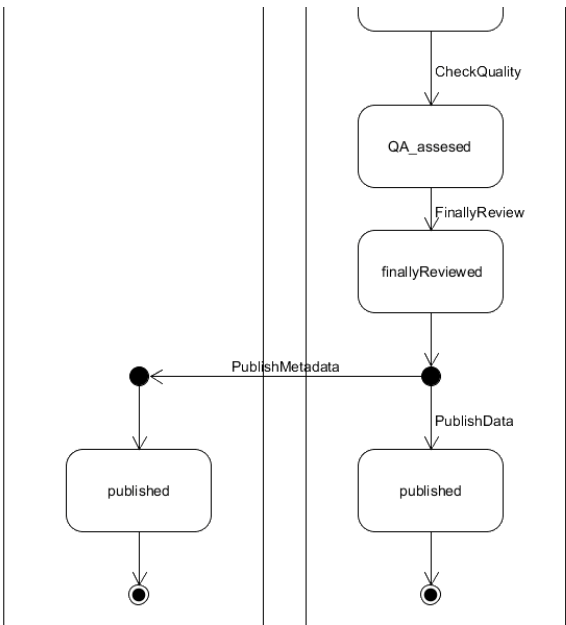 CheckQuality
QA_assesed
FinallyReview
finallyReviewed
PublishMetadata
PublishData
published
published